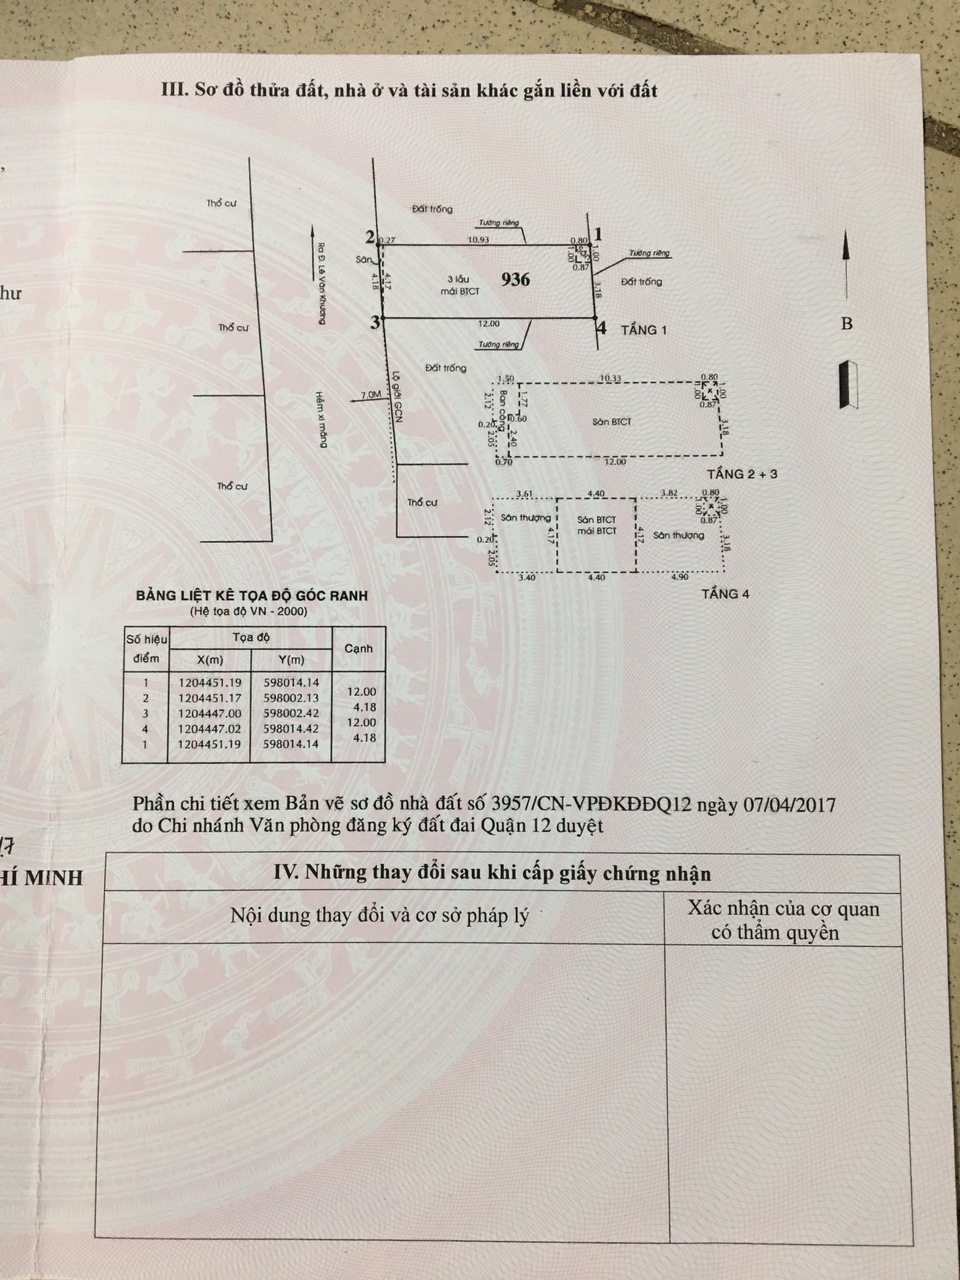 III. Sơ đồ thửa đất, nhà ở và tài sản khác gắn liền với đất
Thổ cư
Đất trống
Tường riêng
2
0.27
10.93
0.80
1
Ra Đ. Lê Văn Khương
Sân
4.18
4.17
3 lầu
mái BTCT
936
1.00
0.87
1.00
Tường riêng
3.18
Đất trống
Thổ cư
3
12.00
4
TẦNG 1
Tường riêng
B
Đất trống
7.0M
Lộ giới GCN
Hẻm xi măng
1.50
10.33
0.80
2.12
Ban công
1.77
1.00
1.00
0.87
0.20
0.60
Sân BTCT
2.05
2.40
3.18
0.70
12.00
TẦNG 2 + 3
Thổ cư
Thổ cư
3.61
4.40
3.82
0.80
2.12
Sân thượng
Sân BTCT
mái BTCT
1.00
1.00
0.87
0.20
4.17
4.17
Sân thượng
2.05
3.18
3.40
4.40
4.90
TẦNG 4
BẢNG LIỆT KÊ TỌA ĐỘ GÓC RANH
(Hệ tọa độ VN - 2000)
Số hiệu điểm Tọa độ Cạnh
X(m) Y(m)
1 1204451.19 598014.14
12.00
2 1204451.17 598002.13
4.18
3 1204447.00 598002.42
12.00
4 1204447.02 598014.42
4.18
1 1204451.19 598014.14
Phần chi tiết xem Bản vẽ sơ đồ nhà đất số 3957/CN-VPĐKĐĐQ12 ngày 07/04/2017
do Chi nhánh Văn phòng đăng ký đất đai Quận 12 duyệt
HÍ MINH
IV. Những thay đổi sau khi cấp giấy chứng nhận
Nội dung thay đổi và cơ sở pháp lý
Xác nhận của cơ quan
có thẩm quyền